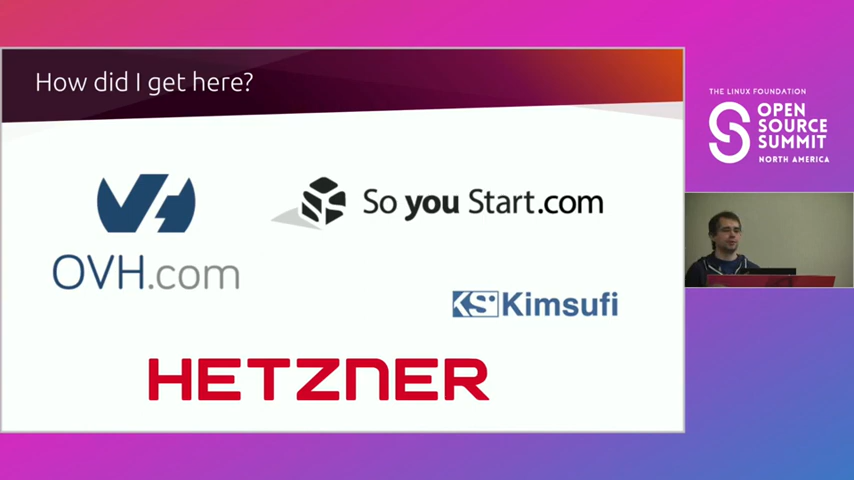 How did I get here?
OVH.com
So you Start.com
KS Kimsufi
HETZNER
THE LINUX FOUNDATION
OPEN
SOURCE
SUMMIT
NORTH AMERICA